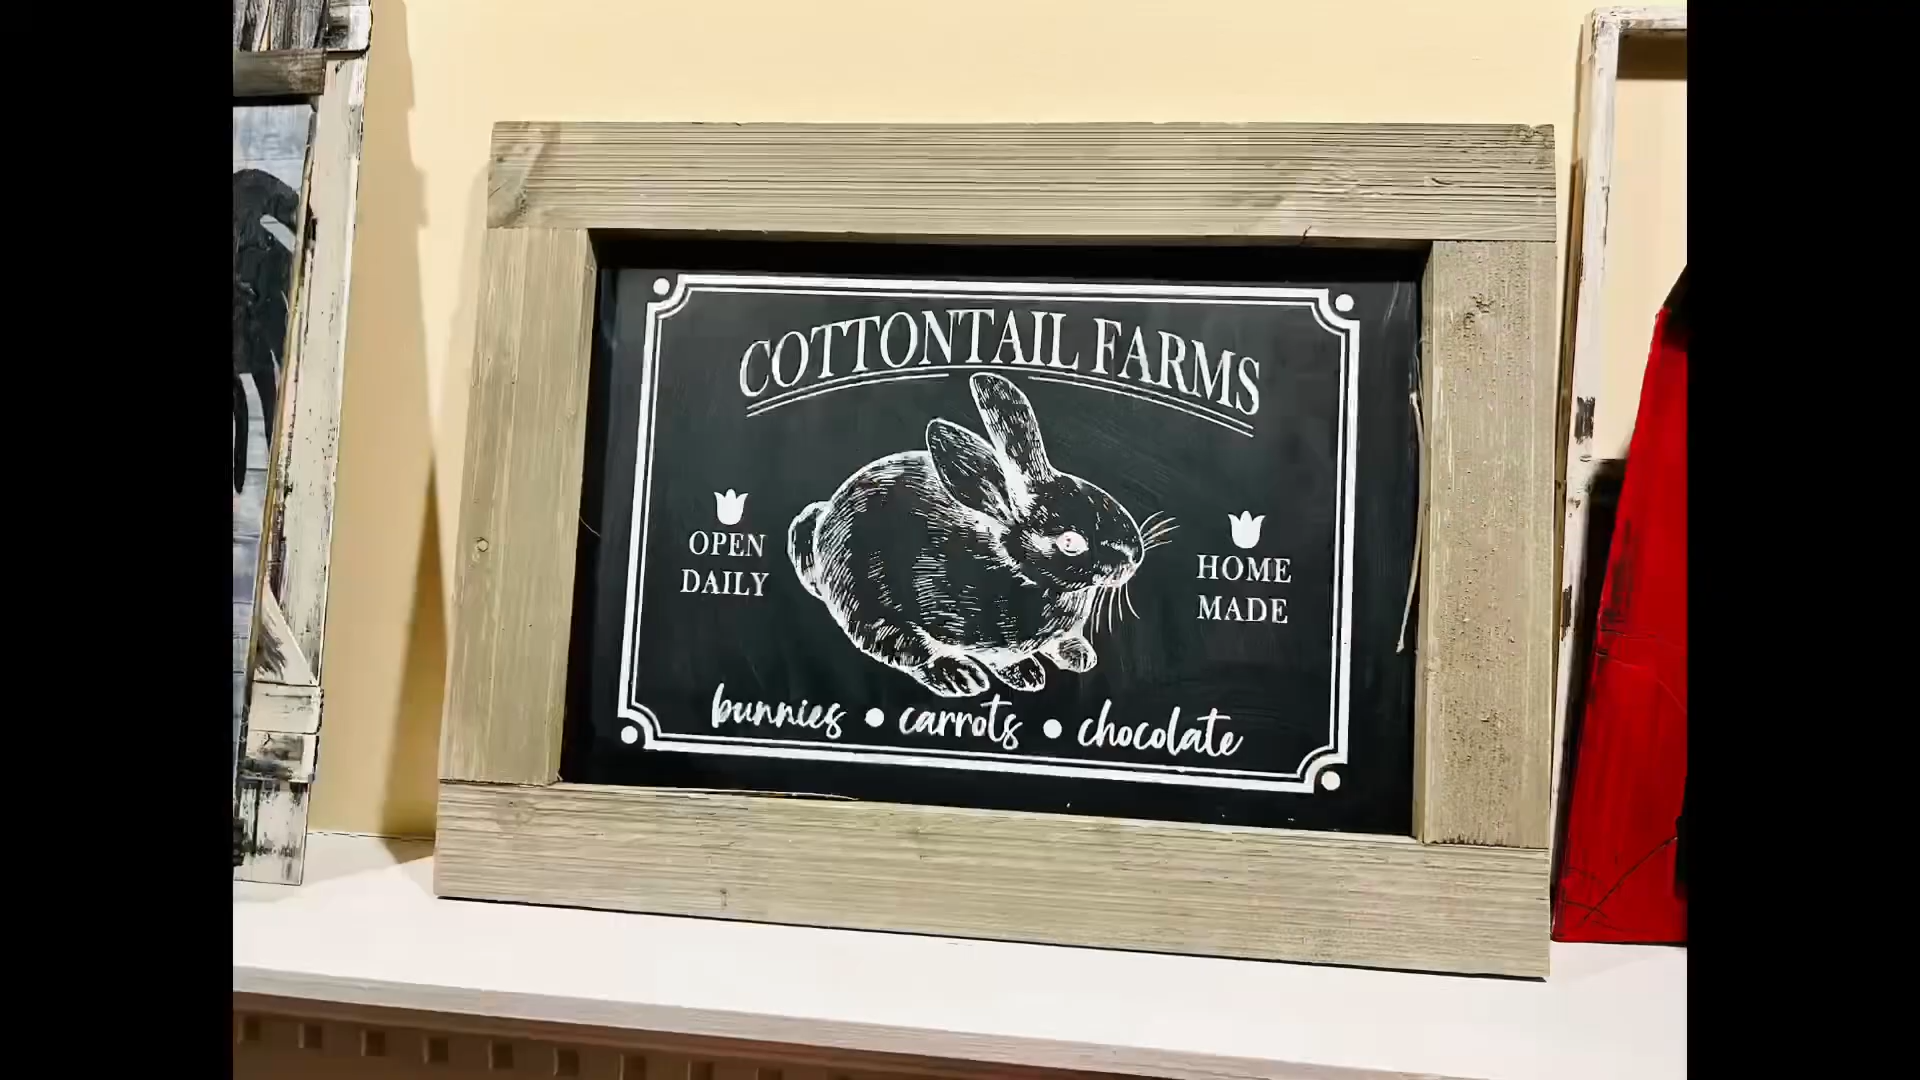 COTTONTAIL FARMS
OPEN
DAILY
HOME
MADE
bunnies • carrots • chocolate